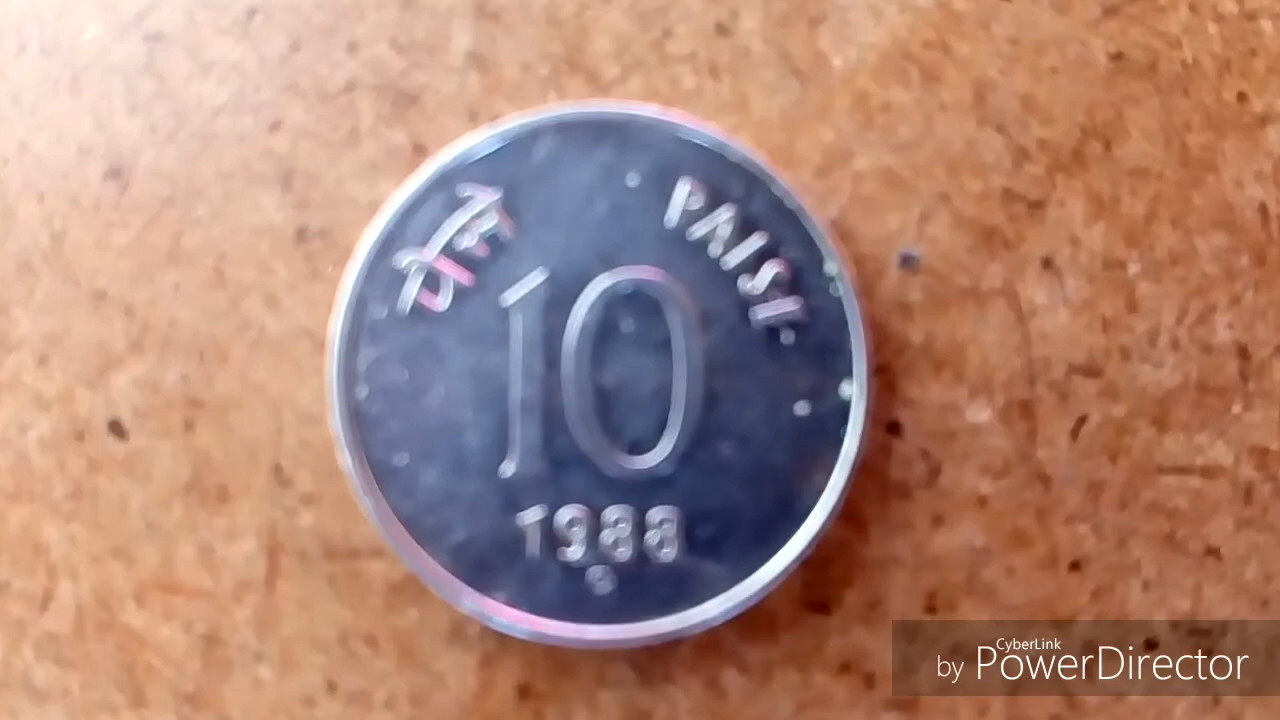 पैसे
PAISE
10
1988
CyberLink
by PowerDirector